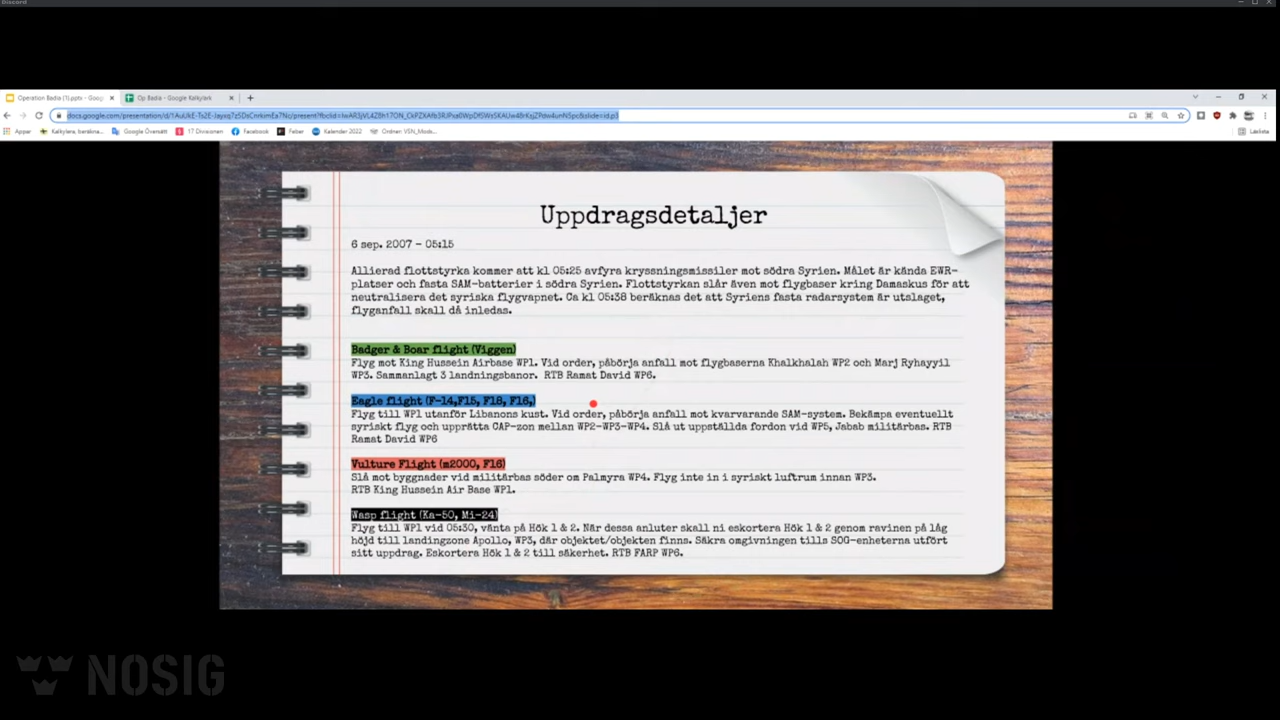 Discord
Operation Badia (1).pptx - Goog
Op Badia - Google Kalkylark
Appar
Kalkylera, beräkna...
Google Översätt
17 Divisionen
Facebook
Feber
Kalender 2022
Ordnen VSN_Mods...
Läslista
Uppdragsdetaljer
6 sep. 2007 - 05:15
Allierad flottstyrka kommer att kl 05:25 avfyra kryssningsmissiler mot södra Syrien. Målet är kända EWR-
platser och fasta SAM-batterier i södra Syrien. Flottstyrkan slår även mot flygbaser kring Damaskus för att
neutralisera det syriska flygvapnet. Ca kl 05:38 beräknas det att Syriens fasta radarsystem är utslaget,
flyganfall skall då inledas.
Badger & Boar flight (Viggen)
Flyg mot King Hussein Airbase WP1. Vid order, påbörja anfall mot flygbaserna Khalkhalah WP2 och Marj Ryhayyil
WP3. Sammanlagt 3 landningsbanor. RTB Ramat David WP6.
Eagle flight (F-14,F15, F18, F16,)
Flyg till WP1 utanför Libanons kust. Vid order, påbörja anfall mot kvarvarande SAM-system. Bekämpa eventuellt
syriskt flyg och upprätta CAP-zon mellan WP2-WP3-WP4. Slå ut uppställda fordon vid WP5, Jabab militärbas. RTB
Ramat David WP6
Vulture Flight (m2000, F16)
Slå mot byggnader vid militärbas söder om Palmyra WP4. Flyg inte in i syriskt luftrum innan WP3.
RTB King Hussein Air Base WP1.
Wasp flight (Ka-50, Mi-24)
Flyg till WP1 vid 05:30, vänta på Hök 1 & 2. När dessa anluter skall ni eskortera Hök 1 & 2 genom ravinen på låg
höjd till landingzone Apollo, WP3, där objektet/objekten finns. Säkra omgivningen tills SOG-enheterna utfört
sitt uppdrag. Eskortera Hök 1 & 2 till säkerhet. RTB FARP WP6.
NOSIG